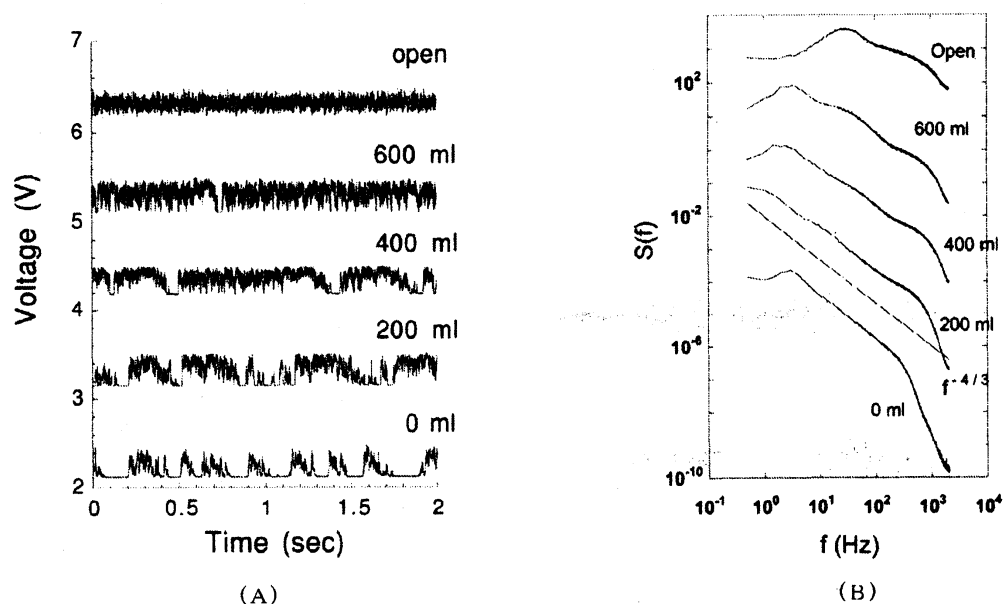 7
6
5
4
3
2
Voltage (V)
open
600 ml
400 ml
200 ml
0 ml
0
0.5
1
1.5
2
Time (sec)
(A)
10²
10⁻²
10⁻⁶
10⁻¹⁰
S(f)
Open
600 ml
400 ml
200 ml
f⁻⁴/³
0 ml
10⁻¹
10⁰
10¹
10²
10³
10⁴
f (Hz)
(B)